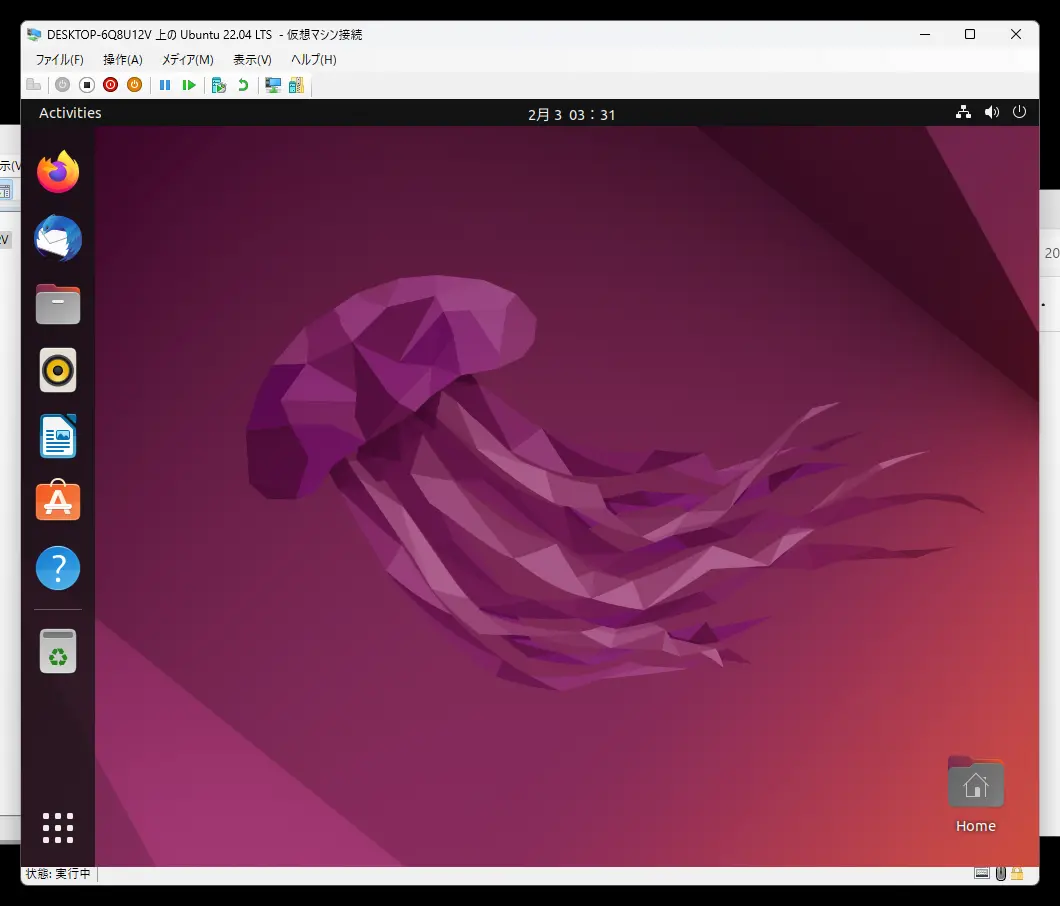 DESKTOP-6Q8U12V 上の Ubuntu 22.04 LTS - 仮想マシン接続
ファイル(F) 操作(A) メディア(M) 表示(V) ヘルプ(H)
Activities
2月 3 03：31
示(V
V
20
?
Home
状態: 実行中